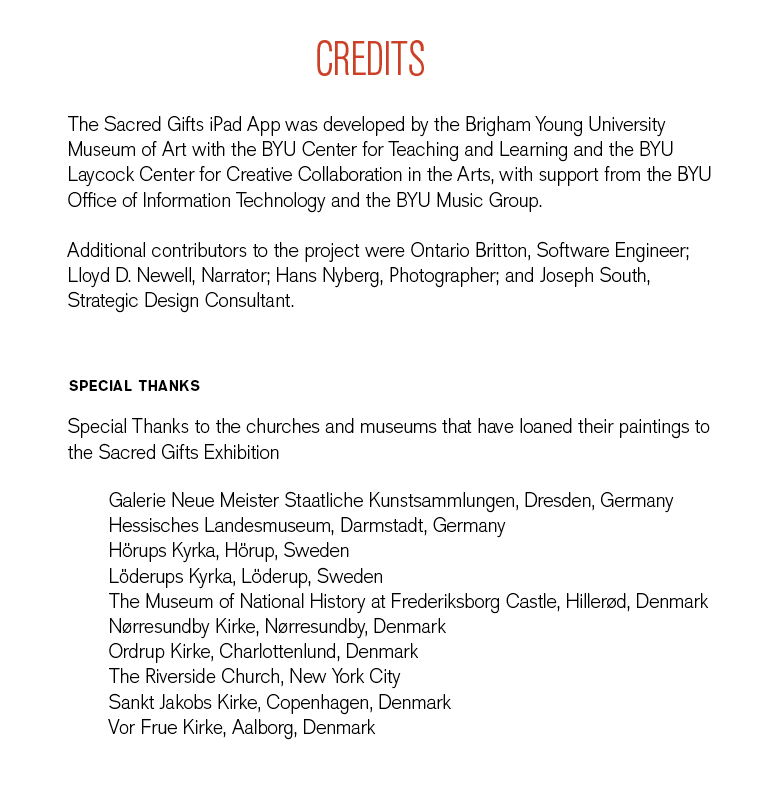 CREDITS
The Sacred Gifts iPad App was developed by the Brigham Young University
Museum of Art with the BYU Center for Teaching and Learning and the BYU
Laycock Center for Creative Collaboration in the Arts, with support from the BYU
Office of Information Technology and the BYU Music Group.
Additional contributors to the project were Ontario Britton, Software Engineer;
Lloyd D. Newell, Narrator; Hans Nyberg, Photographer; and Joseph South,
Strategic Design Consultant.
SPECIAL THANKS
Special Thanks to the churches and museums that have loaned their paintings to
the Sacred Gifts Exhibition
Galerie Neue Meister Staatliche Kunstsammlungen, Dresden, Germany
Hessisches Landesmuseum, Darmstadt, Germany
Hörups Kyrka, Hörup, Sweden
Löderups Kyrka, Löderup, Sweden
The Museum of National History at Frederiksborg Castle, Hillerød, Denmark
Nørresundby Kirke, Nørresundby, Denmark
Ordrup Kirke, Charlottenlund, Denmark
The Riverside Church, New York City
Sankt Jakobs Kirke, Copenhagen, Denmark
Vor Frue Kirke, Aalborg, Denmark